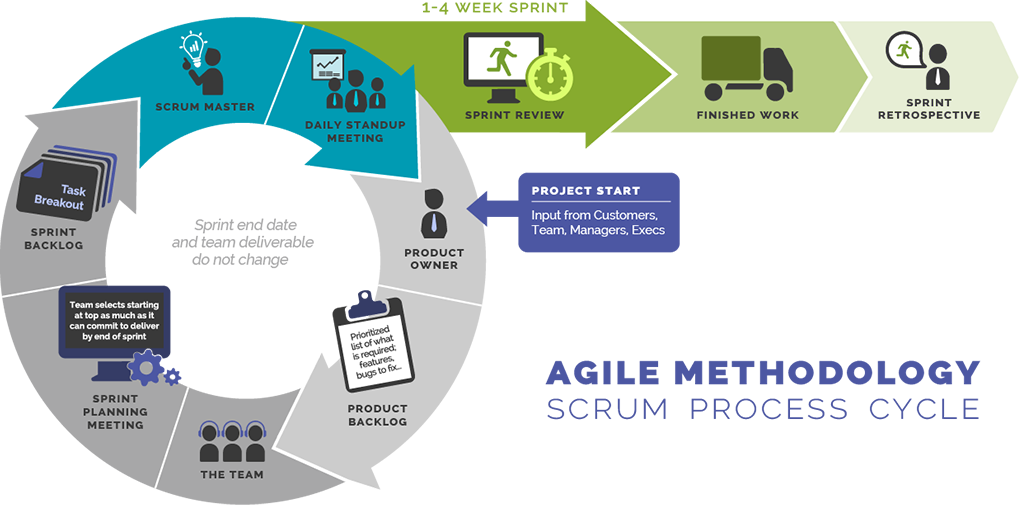 1-4 WEEK SPRINT
SCRUM MASTER
DAILY STANDUP
MEETING
SPRINT REVIEW
FINISHED WORK
SPRINT
RETROSPECTIVE
PROJECT START
Input from Customers,
Team, Managers, Execs
PRODUCT
OWNER
Prioritized
list of what
is required;
features,
bugs to fix...
PRODUCT
BACKLOG
THE TEAM
Team selects starting
at top as much as it
can commit to deliver
by end of sprint
SPRINT
PLANNING
MEETING
Task
Breakout
SPRINT
BACKLOG
Sprint end date
and team deliverable
do not change
AGILE METHODOLOGY
SCRUM PROCESS CYCLE